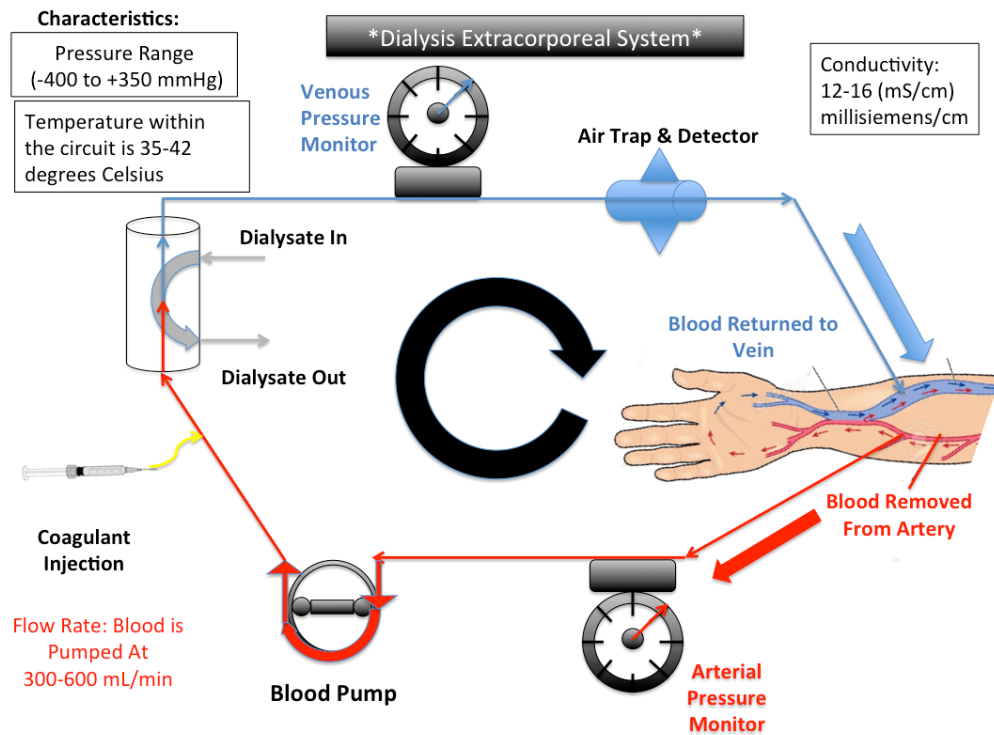 Characteristics:
*Dialysis Extracorporeal System*
Pressure Range
(-400 to +350 mmHg)
Temperature within
the circuit is 35-42
degrees Celsius
Venous
Pressure
Monitor
Conductivity:
12-16 (mS/cm)
millisiemens/cm
Air Trap & Detector
Dialysate In
Dialysate Out
Blood Returned to
Vein
Blood Removed
From Artery
Coagulant
Injection
Flow Rate: Blood is
Pumped At
300-600 mL/min
Blood Pump
Arterial
Pressure
Monitor